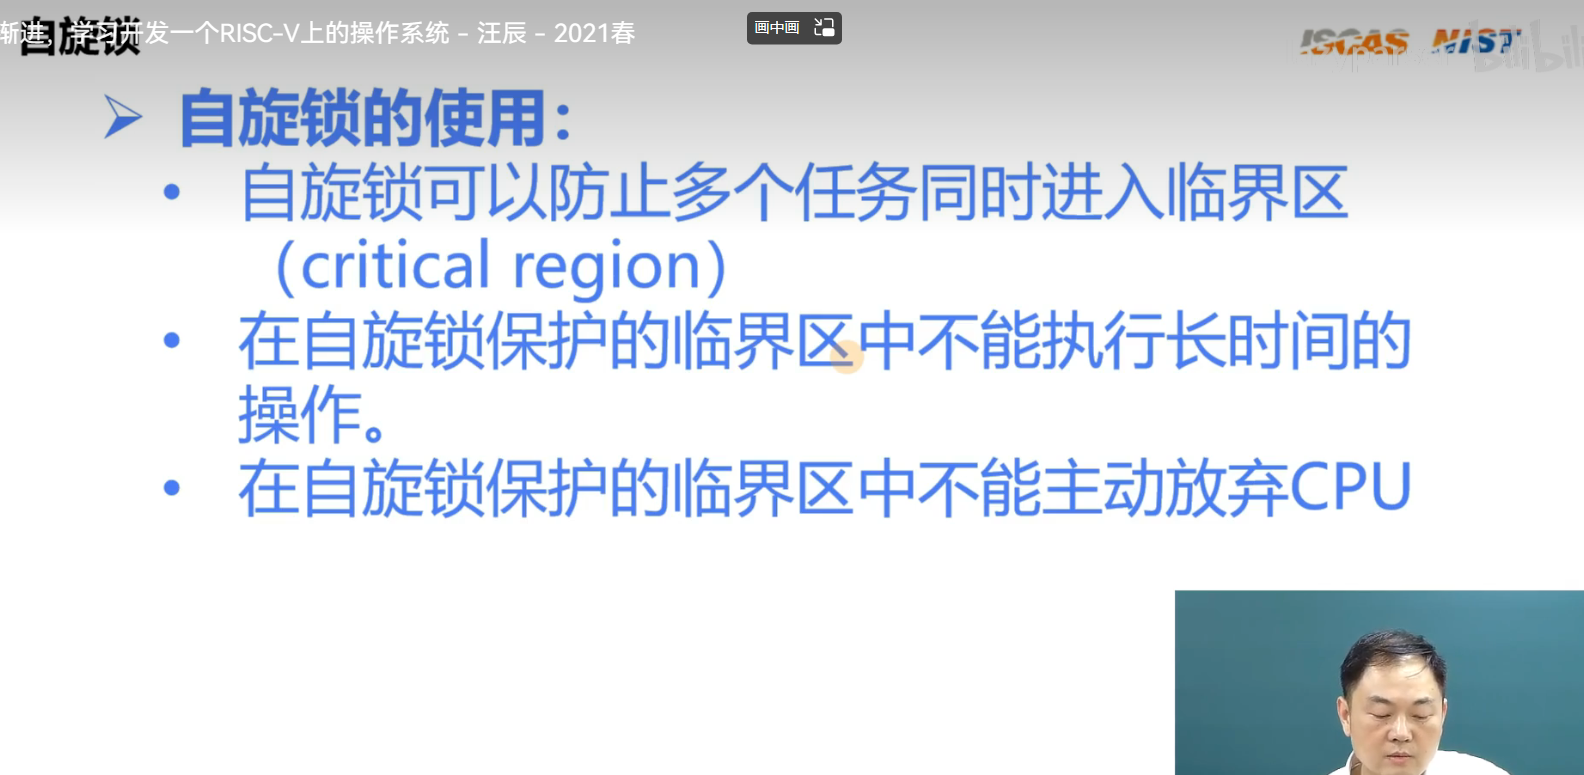 渐进，学习开发一个RISC-V上的操作系统 - 汪辰 - 2021春
自旋锁
画中画
ISCAS MIST
bilibili
自旋锁的使用：
自旋锁可以防止多个任务同时进入临界区
（critical region）
在自旋锁保护的临界区中不能执行长时间的
操作。
在自旋锁保护的临界区中不能主动放弃CPU